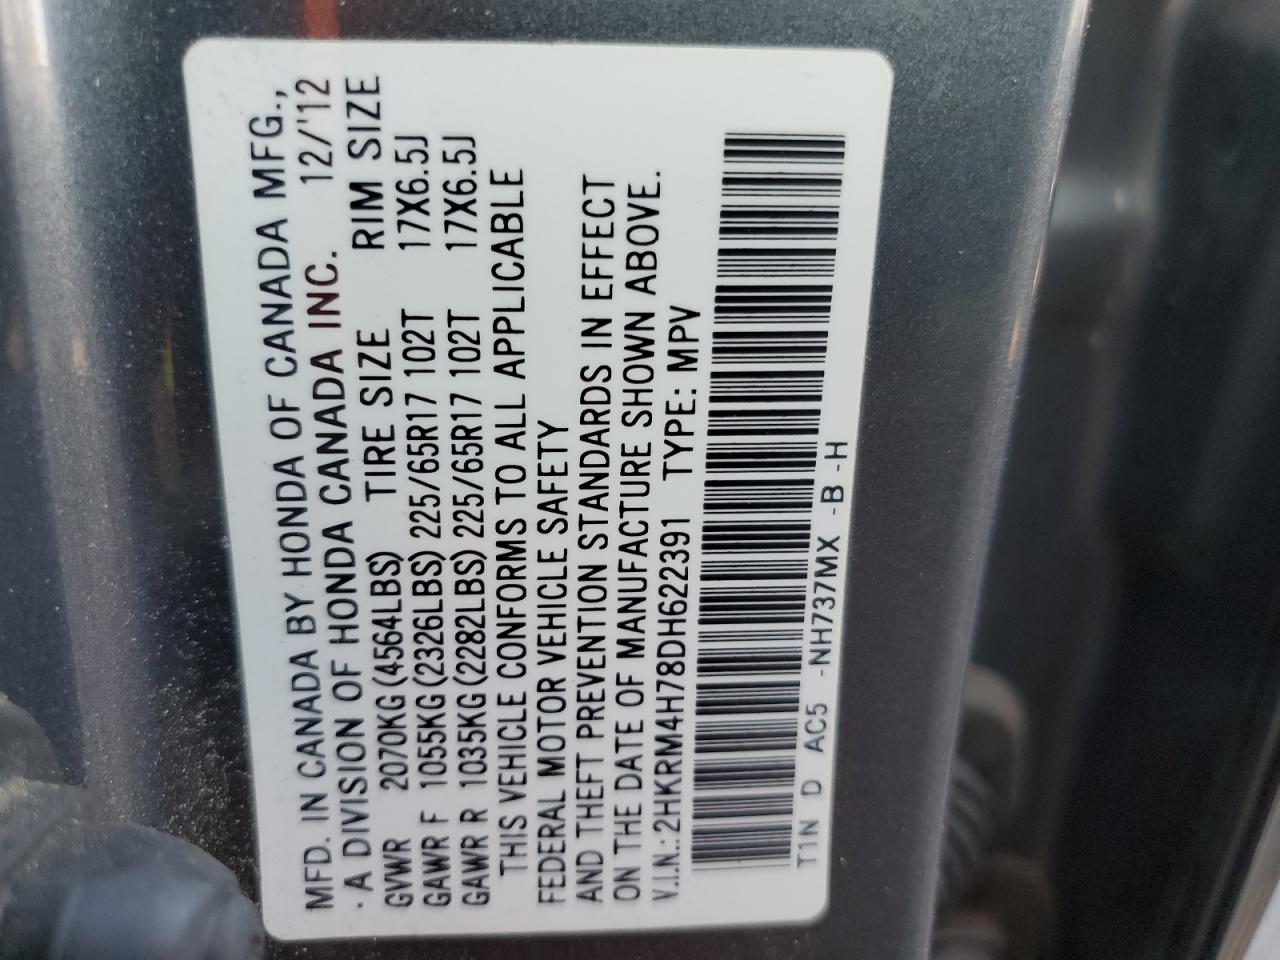 MFD. IN CANADA BY HONDA OF CANADA MFG.,
· A DIVISION OF HONDA CANADA INC. 12/'12
GVWR 2070KG (4564LBS) TIRE SIZE RIM SIZE
GAWR F 1055KG (2326LBS) 225/65R17 102T 17X6.5J
GAWR R 1035KG (2282LBS) 225/65R17 102T 17X6.5J
THIS VEHICLE CONFORMS TO ALL APPLICABLE
FEDERAL MOTOR VEHICLE SAFETY
AND THEFT PREVENTION STANDARDS IN EFFECT
ON THE DATE OF MANUFACTURE SHOWN ABOVE.
V.I.N.:2HKRM4H78DH622391 TYPE: MPV
T1N D AC5 -NH737MX -B -H